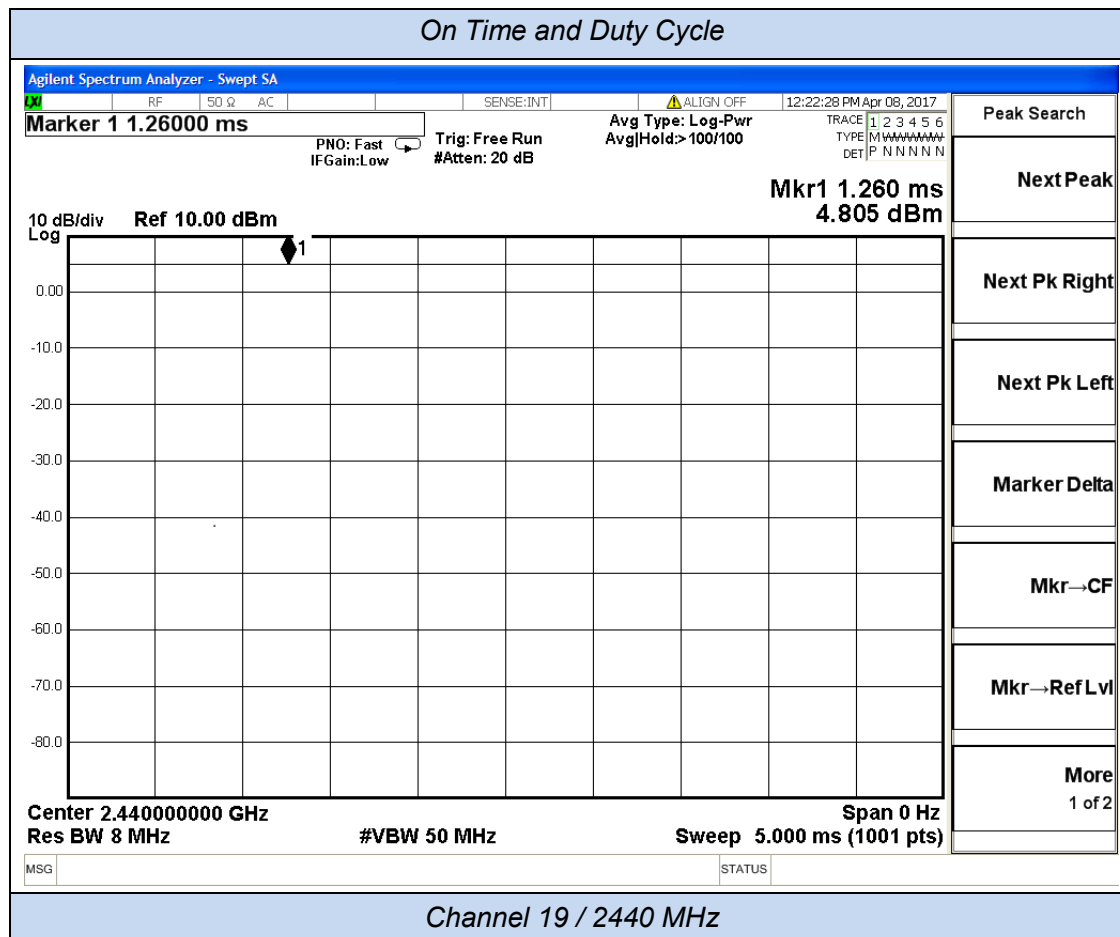 On Time and Duty Cycle
Agilent Spectrum Analyzer - Swept SA
LXI RF 50 Ω AC SENSE:INT ALIGN OFF 12:22:28 PM Apr 08, 2017
Marker 1 1.26000 ms
PNO: Fast
IFGain:Low
Trig: Free Run
#Atten: 20 dB
Avg Type: Log-Pwr
Avg|Hold:>100/100
TRACE 1 2 3 4 5 6
TYPE M
DET P N N N N N
Mkr1 1.260 ms
4.805 dBm
10 dB/div Ref 10.00 dBm
Log
1
0.00
-10.0
-20.0
-30.0
-40.0
-50.0
-60.0
-70.0
-80.0
Center 2.440000000 GHz Span 0 Hz
Res BW 8 MHz #VBW 50 MHz Sweep 5.000 ms (1001 pts)
MSG STATUS
Peak Search
Next Peak
Next Pk Right
Next Pk Left
Marker Delta
Mkr→CF
Mkr→Ref Lvl
More
1 of 2
Channel 19 / 2440 MHz